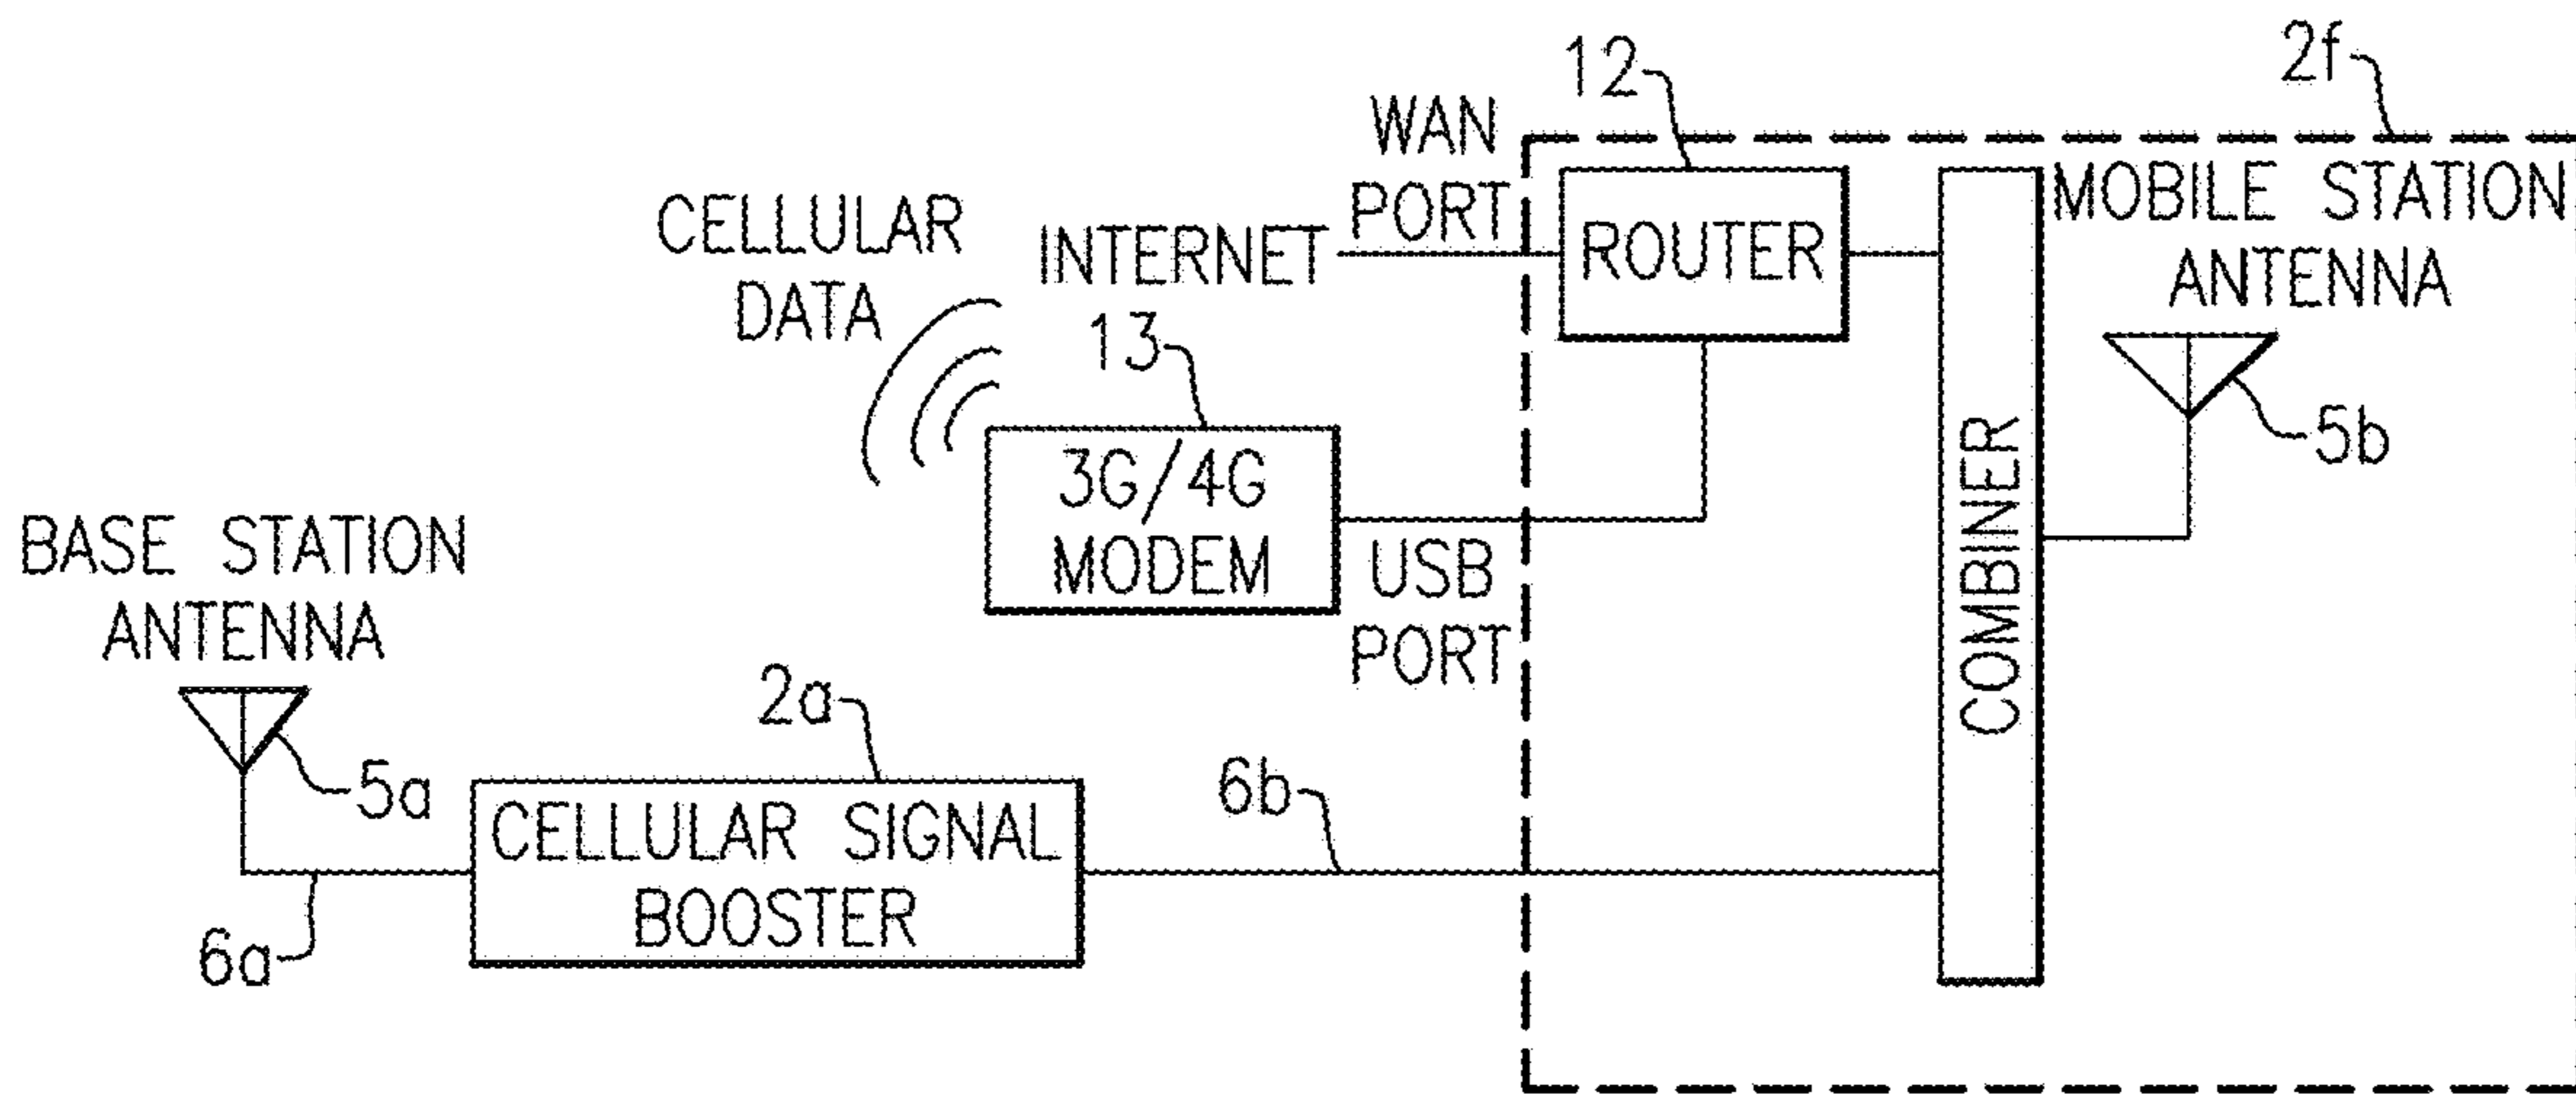 2f
12
WAN
PORT
MOBILE STATION
ANTENNA
ROUTER
CELLULAR
DATA
INTERNET
13
5b
3G/4G
MODEM
USB
PORT
COMBINER
BASE STATION
ANTENNA
5a
2a
CELLULAR SIGNAL
BOOSTER
6b
6a